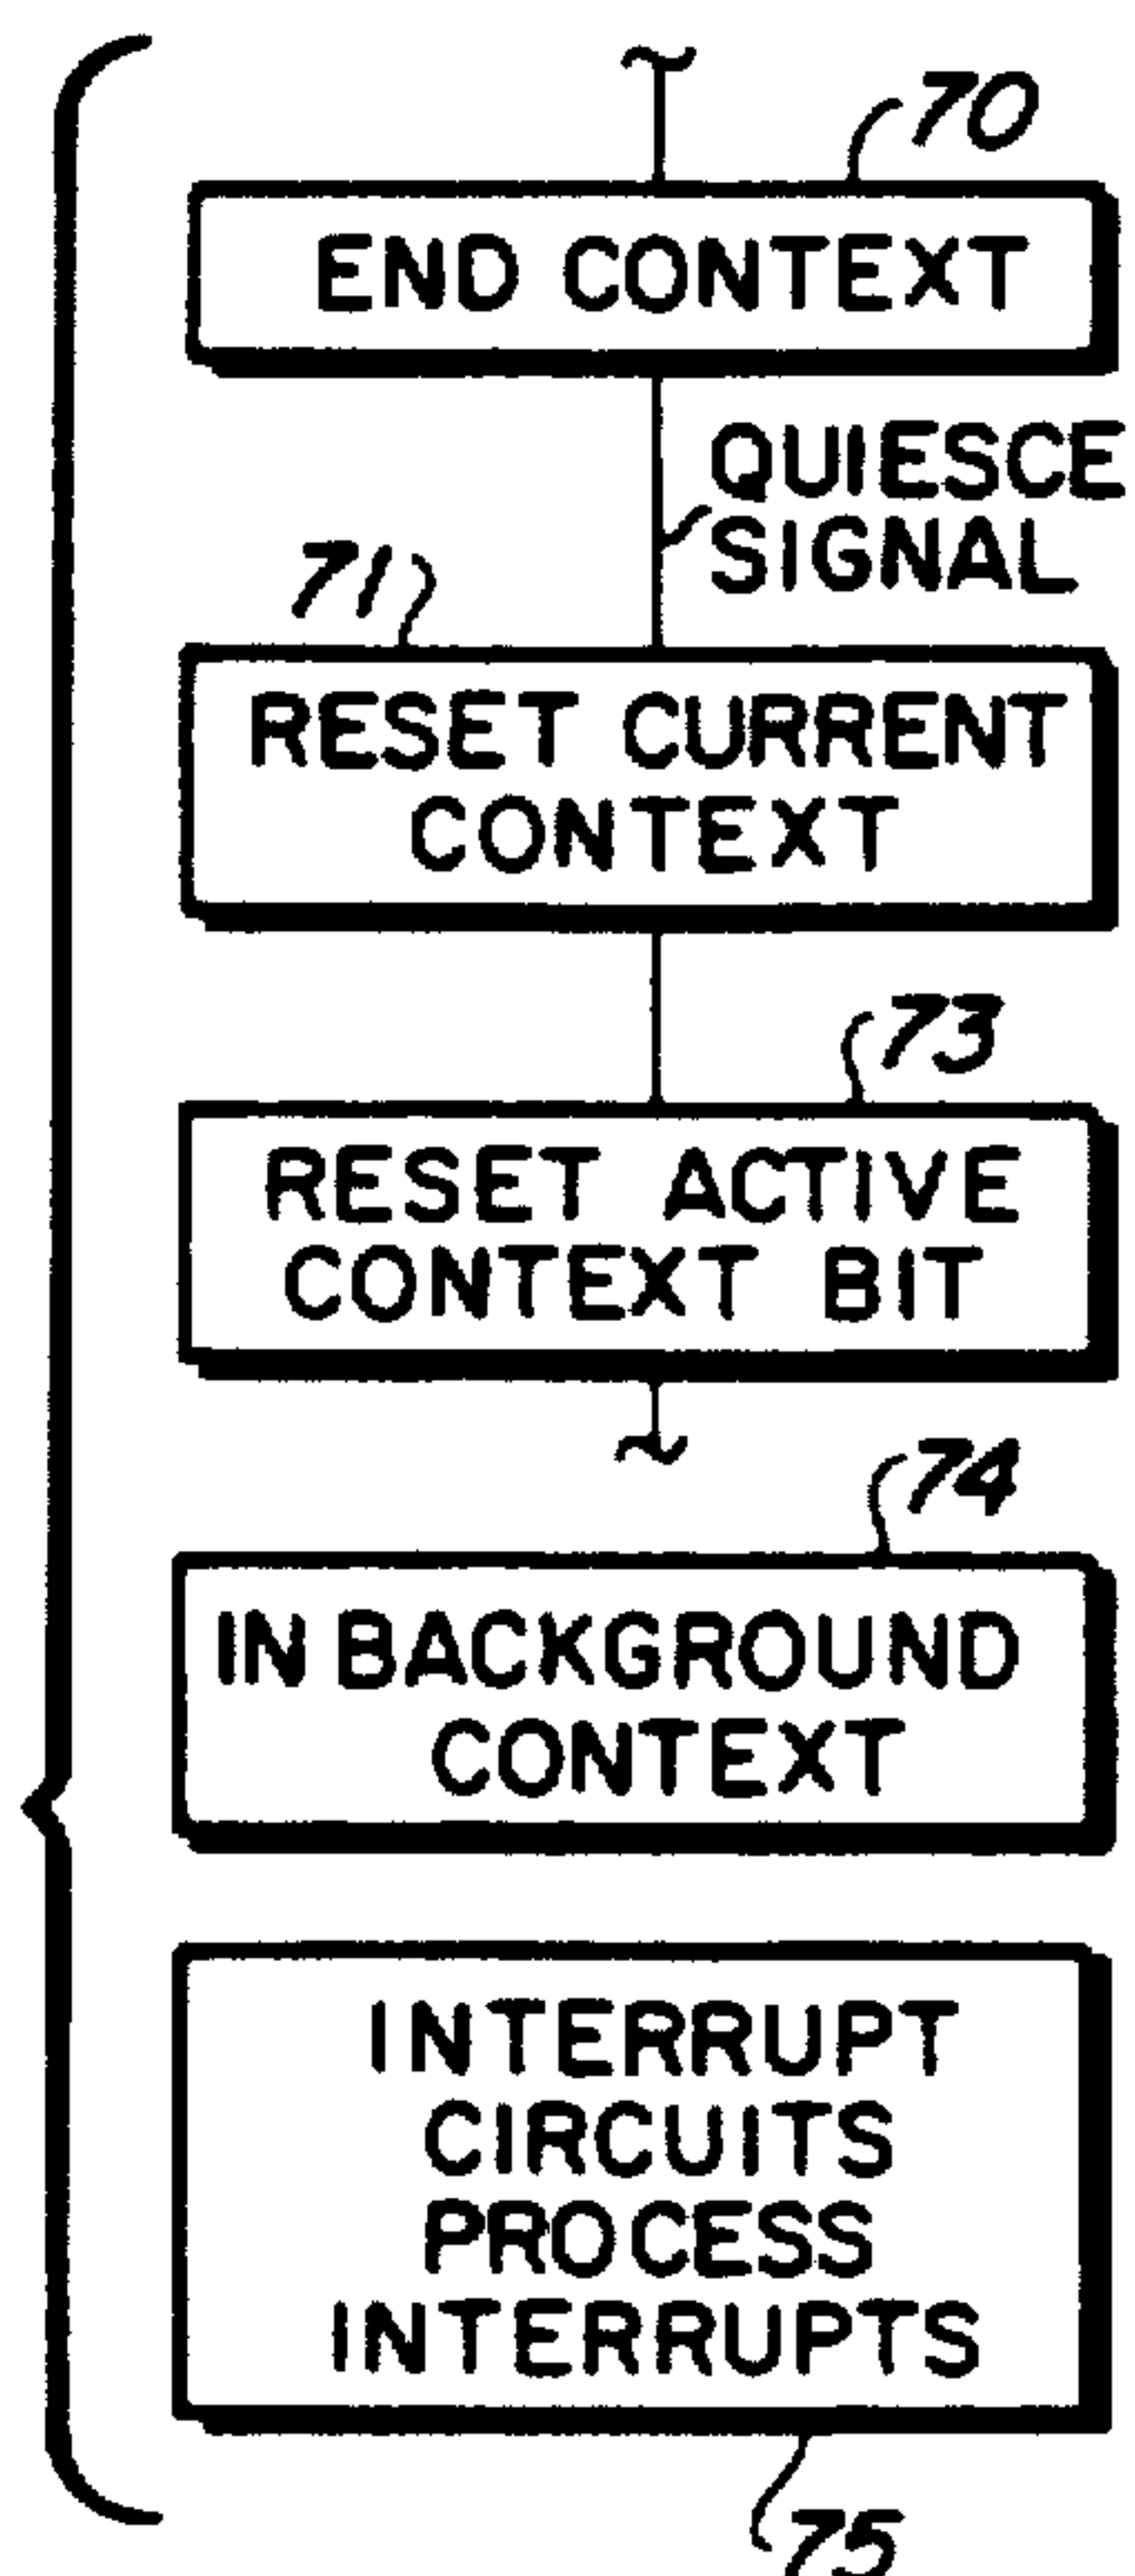 70
END CONTEXT
QUIESCE
SIGNAL
71
RESET CURRENT
CONTEXT
73
RESET ACTIVE
CONTEXT BIT
74
IN BACKGROUND
CONTEXT
INTERRUPT
CIRCUITS
PROCESS
INTERRUPTS
75